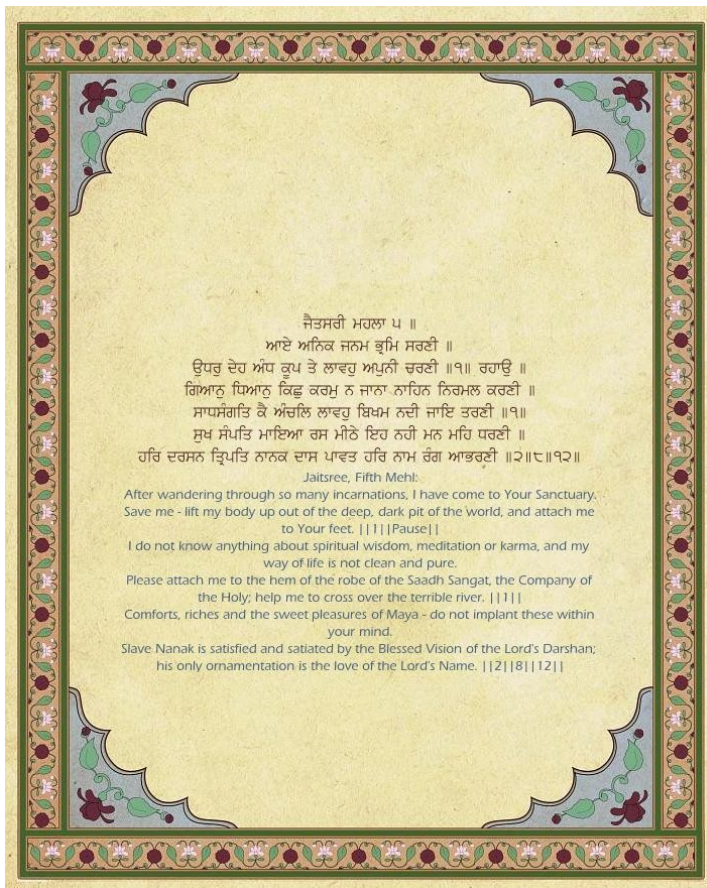 ਜੈਤਸਰੀ ਮਹਲਾ ੫ ॥
ਆਏ ਅਨਿਕ ਜਨਮ ਭ੍ਰਮਿ ਸਰਣੀ ॥
ਉਧਰੁ ਦੇਹ ਅੰਧ ਕੂਪ ਤੇ ਲਾਵਹੁ ਅਪੁਨੀ ਚਰਣੀ ॥੧॥ ਰਹਾਉ ॥
ਗਿਆਨੁ ਧਿਆਨੁ ਕਿਛੁ ਕਰਮੁ ਨ ਜਾਨਾ ਨਾਹਿਨ ਨਿਰਮਲ ਕਰਣੀ ॥
ਸਾਧਸੰਗਤਿ ਕੈ ਅੰਚਲਿ ਲਾਵਹੁ ਬਿਖਮ ਨਦੀ ਜਾਇ ਤਰਣੀ ॥੧॥
ਸੁਖ ਸੰਪਤਿ ਮਾਇਆ ਰਸ ਮੀਠੇ ਇਹ ਨਹੀ ਮਨ ਮਹਿ ਧਰਣੀ ॥
ਹਰਿ ਦਰਸਨ ਤ੍ਰਿਪਤਿ ਨਾਨਕ ਦਾਸ ਪਾਵਤ ਹਰਿ ਨਾਮ ਰੰਗ ਆਭਰਣੀ ॥੨॥੮॥੧੨॥
Jaitsree, Fifth Mehl:
After wandering through so many incarnations, I have come to Your Sanctuary.
Save me - lift my body up out of the deep, dark pit of the world, and attach me
to Your feet. ||1||Pause||
I do not know anything about spiritual wisdom, meditation or karma, and my
way of life is not clean and pure.
Please attach me to the hem of the robe of the Saadh Sangat, the Company of
the Holy; help me to cross over the terrible river. ||1||
Comforts, riches and the sweet pleasures of Maya - do not implant these within
your mind.
Slave Nanak is satisfied and satiated by the Blessed Vision of the Lord's Darshan;
his only ornamentation is the love of the Lord's Name. ||2||8||12||